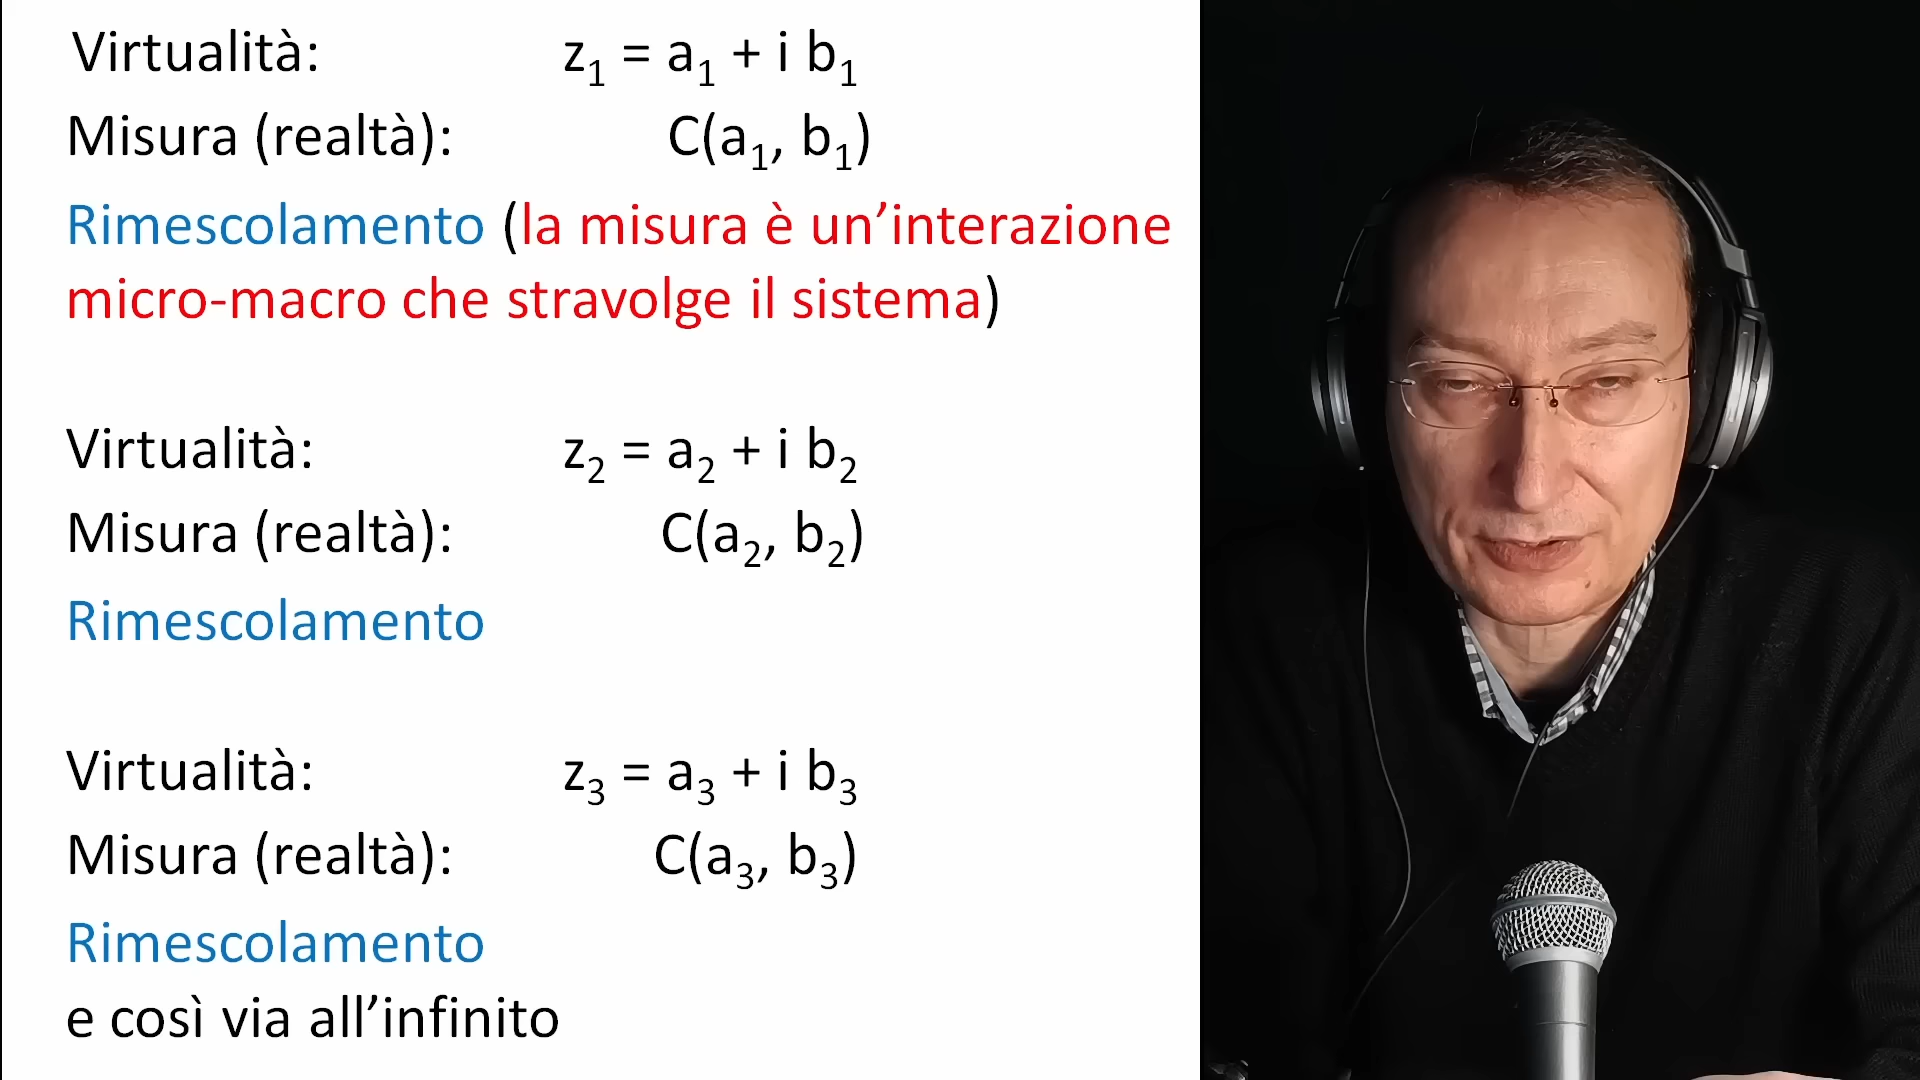 Virtualità: z₁ = a₁ + i b₁
Misura (realtà): C(a₁, b₁)
Rimescolamento (la misura è un’interazione
micro-macro che stravolge il sistema)
Virtualità: z₂ = a₂ + i b₂
Misura (realtà): C(a₂, b₂)
Rimescolamento
Virtualità: z₃ = a₃ + i b₃
Misura (realtà): C(a₃, b₃)
Rimescolamento
e così via all’infinito